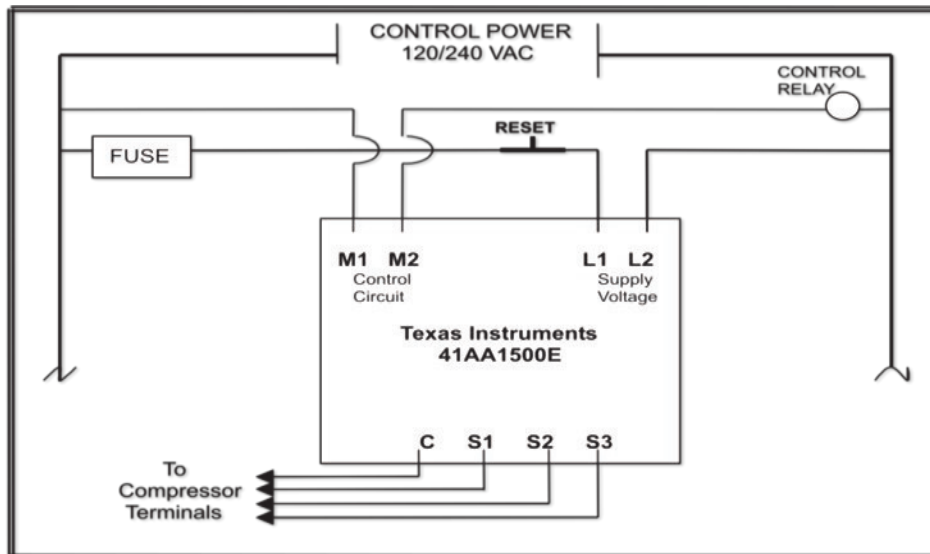 CONTROL POWER
120/240 VAC
CONTROL
RELAY
RESET
FUSE
M1 M2
Control
Circuit
L1 L2
Supply
Voltage
Texas Instruments
41AA1500E
C S1 S2 S3
To
Compressor
Terminals